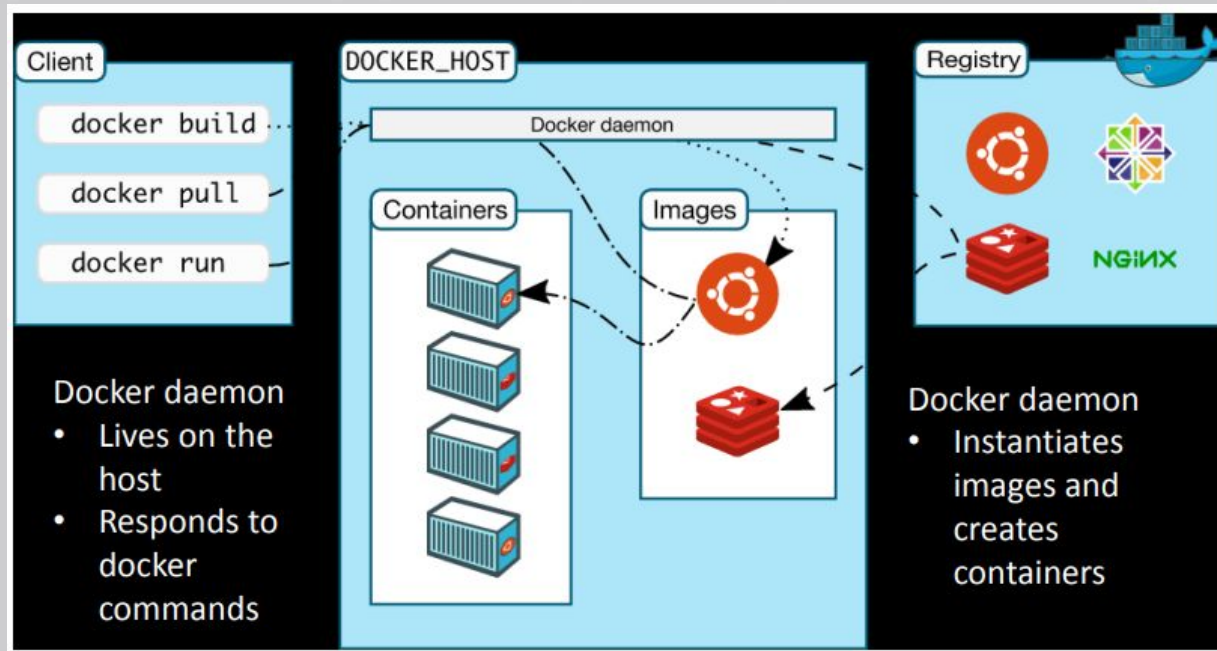 Client
docker build
docker pull
docker run
DOCKER_HOST
Docker daemon
Containers
Images
Registry
NGINX
Docker daemon
• Lives on the
host
• Responds to
docker
commands
Docker daemon
• Instantiates
images and
creates
containers